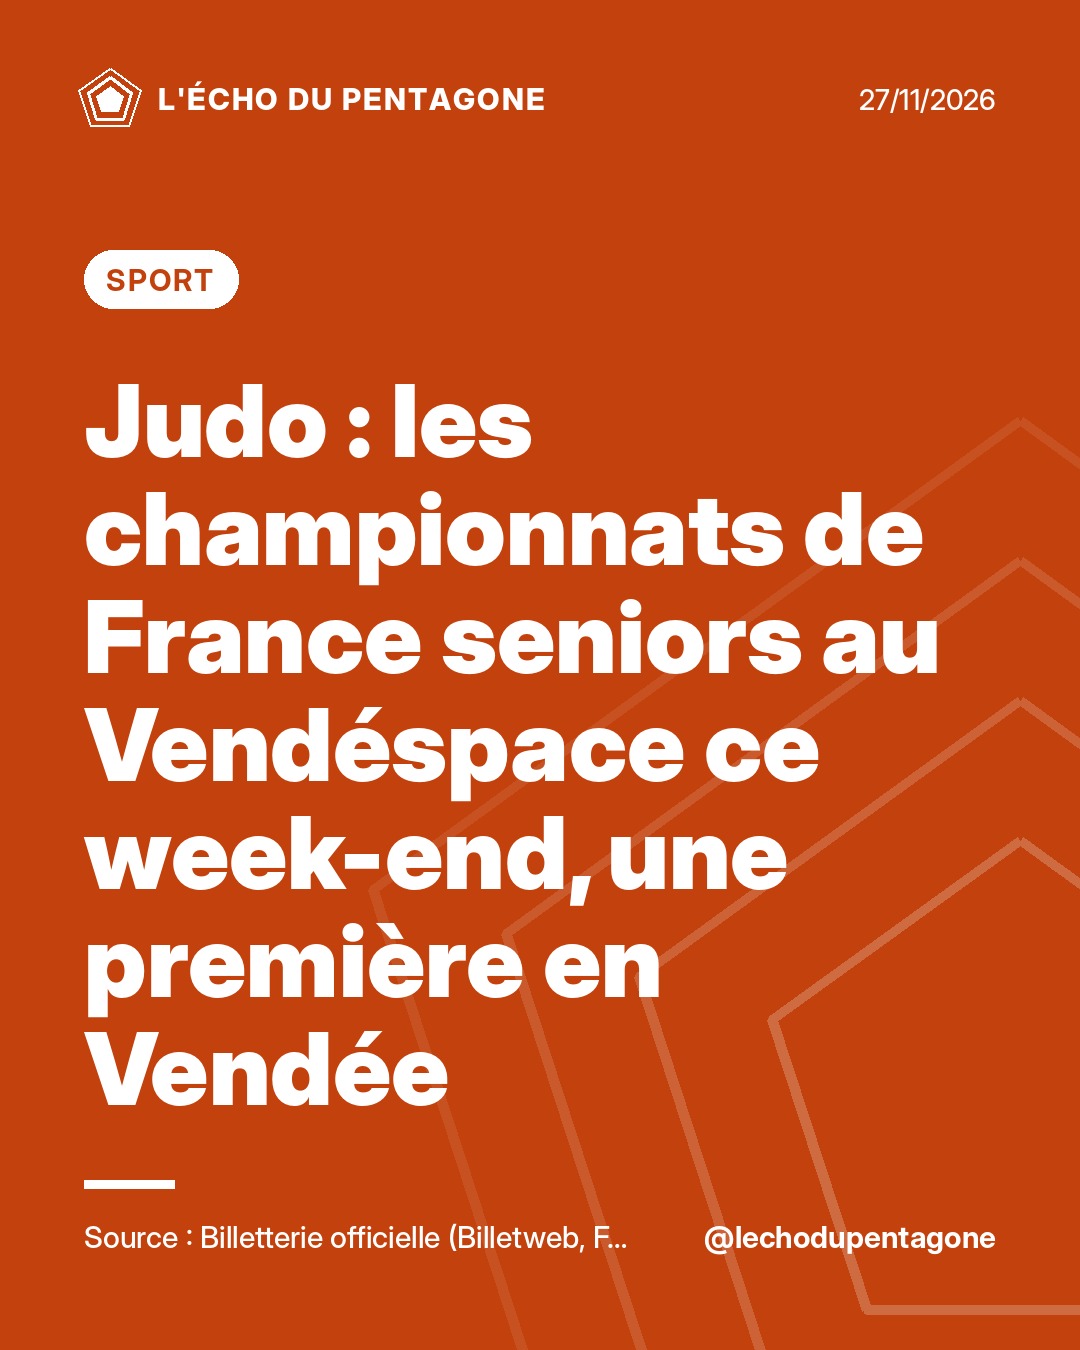 L'ÉCHO DU PENTAGONE
27/11/2026
SPORT
Judo : les
championnats de
France seniors au
Vendéspace ce
week-end, une
première en
Vendée
Source : Billetterie officielle (Billetweb, F...
@lechodupentagone